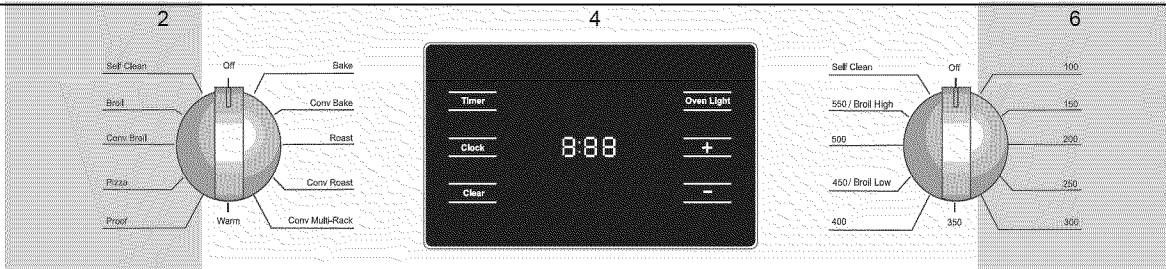 2
4
6
Self Clean
Off
Bake
Broil
Conv Bake
Conv Broil
Roast
Pizza
Conv Roast
Proof
Warm
Conv Multi-Rack
Timer
Oven Light
Clock
8:88
+
Clear
-
Self Clean
Off
100
550 / Broil High
150
500
200
450 / Broil Low
250
400
350
300